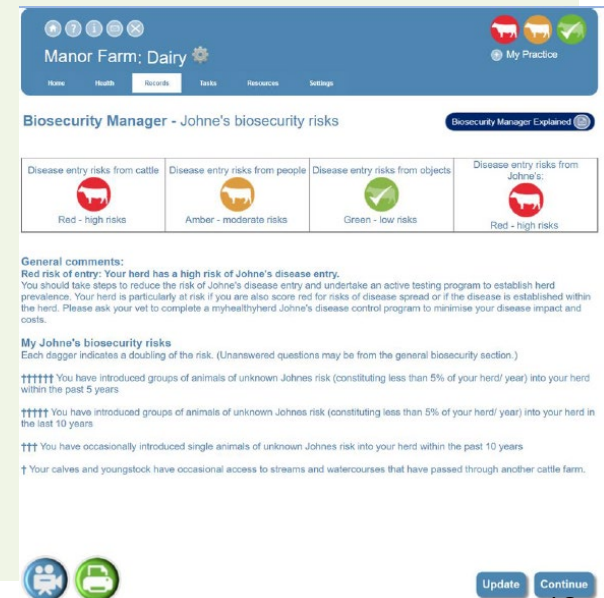 Manor Farm: Dairy
My Practice
Home Health Records Tasks Resources Settings
Biosecurity Manager - Johne's biosecurity risks
Biosecurity Manager Explained
Disease entry risks from cattle
Red - high risks
Disease entry risks from people
Amber - moderate risks
Disease entry risks from objects
Green - low risks
Disease entry risks from
Johne's:
Red - high risks
General comments:
Red risk of entry: Your herd has a high risk of Johne's disease entry.
You should take steps to reduce the risk of Johne's disease entry and undertake an active testing program to establish herd
prevalence. Your herd is particularly at risk if you are also score red for risks of disease spread or if the disease is established within
the herd. Please ask your vet to complete a myhealthyherd Johne's disease control program to minimise your disease impact and
costs.
My Johne's biosecurity risks
Each dagger indicates a doubling of the risk. (Unanswered questions may be from the general biosecurity section.)
†††††† You have introduced groups of animals of unknown Johnes risk (constituting less than 5% of your herd/ year) into your herd
within the past 5 years
††††† You have introduced groups of animals of unknown Johnes risk (constituting less than 5% of your herd/ year) into your herd in
the last 10 years
††† You have occasionally introduced single animals of unknown Johnes risk into your herd within the past 10 years
† Your calves and youngstock have occasional access to streams and watercourses that have passed through another cattle farm.
Update Continue